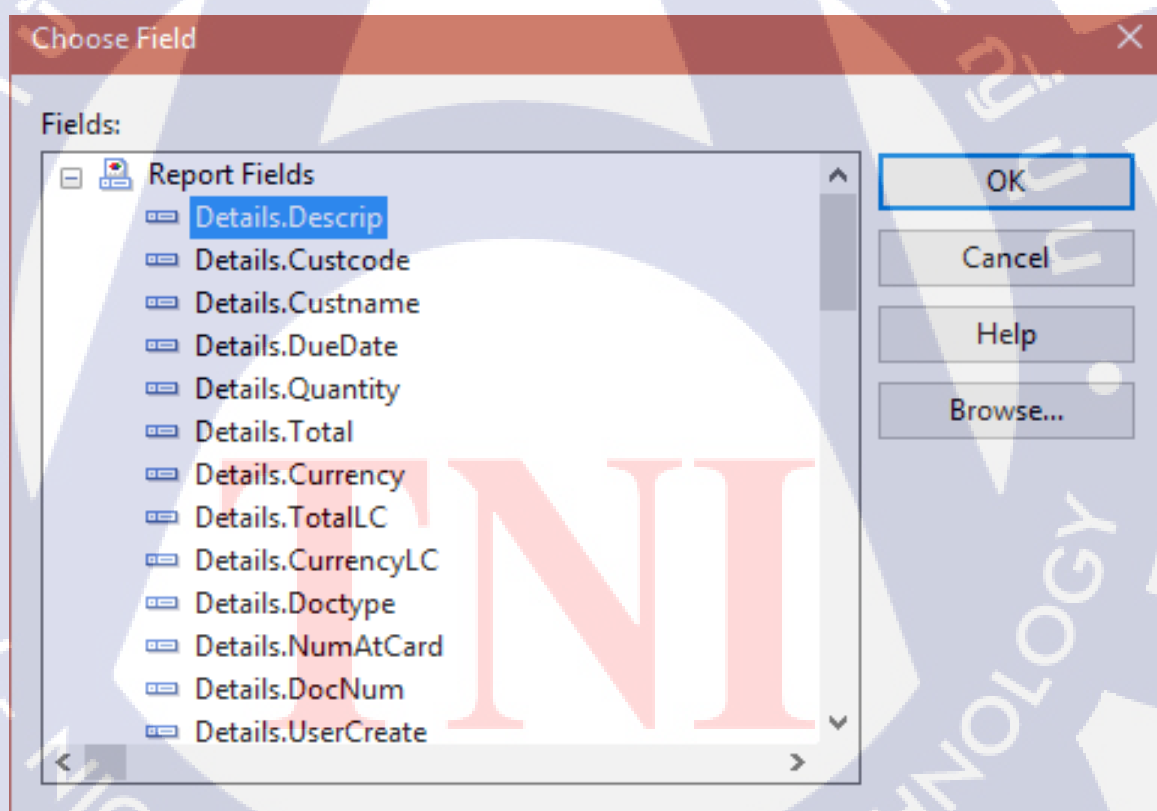 Choose Field
Fields:
Report Fields
Details.Descrip
Details.Custcode
Details.Custname
Details.DueDate
Details.Quantity
Details.Total
Details.Currency
Details.TotalLC
Details.CurrencyLC
Details.Doctype
Details.NumAtCard
Details.DocNum
Details.UserCreate
OK
Cancel
Help
Browse...
TNI